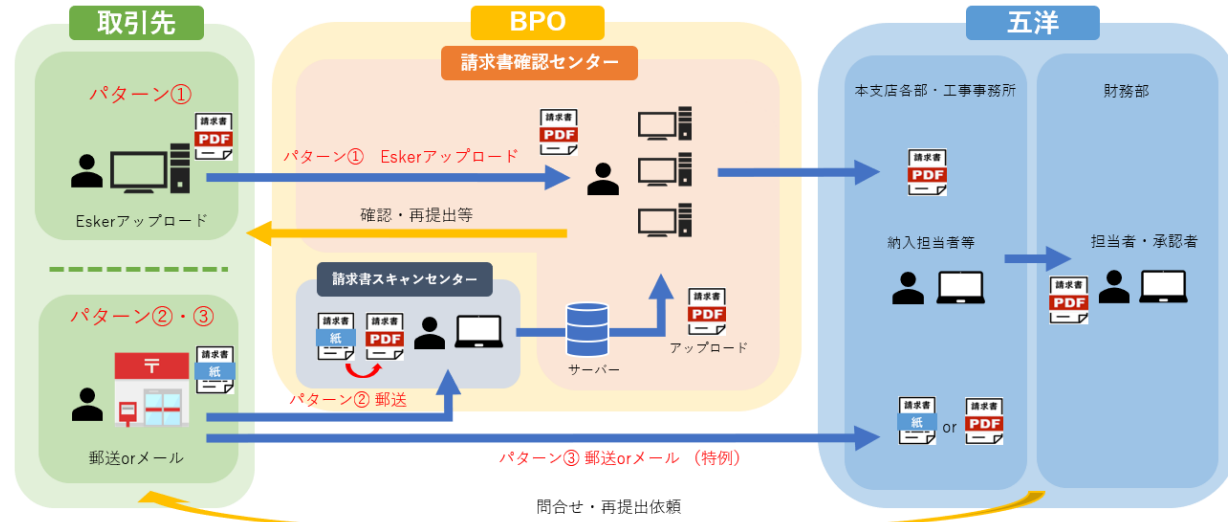 取引先
BPO
五洋
請求書確認センター
パターン①
請求書
PDF
Eskerアップロード
パターン① Eskerアップロード
請求書
PDF
確認・再提出等
本支店各部・工事事務所
財務部
請求書
PDF
納入担当者等
担当者・承認者
請求書
PDF
請求書スキャンセンター
請求書
紙
請求書
PDF
サーバー
請求書
PDF
アップロード
パターン②・③
〒
請求書
紙
郵送orメール
パターン② 郵送
パターン③ 郵送orメール (特例)
請求書
紙
or
請求書
PDF
問合せ・再提出依頼